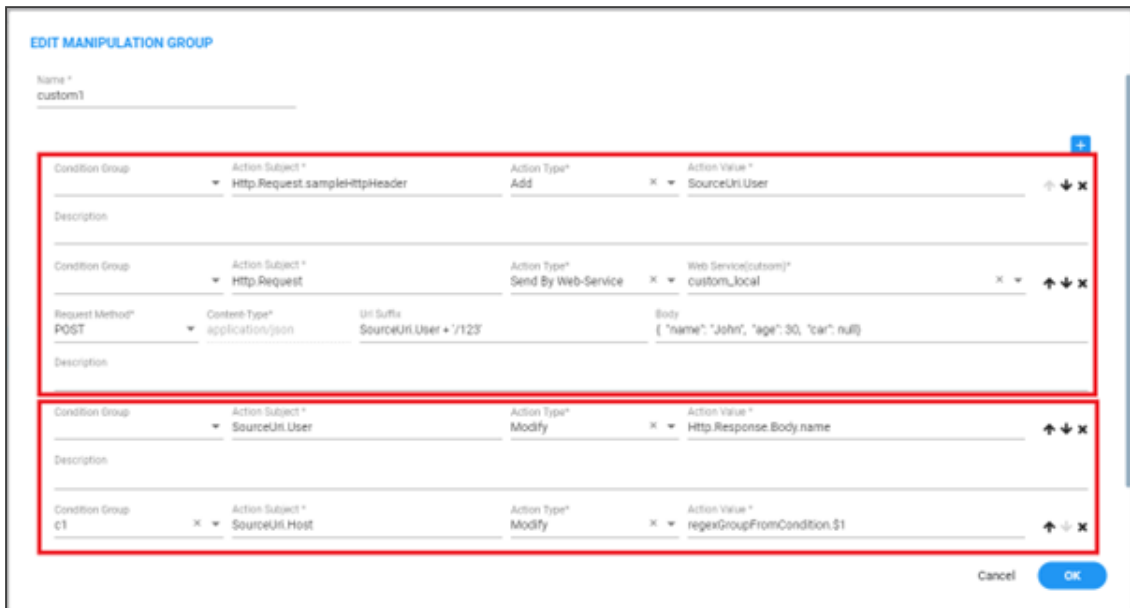 EDIT MANIPULATION GROUP
Name *
custom1
+
Condition Group Action Subject * Action Type* Action Value *
Http.Request.sampleHttpHeader Add SourceUri.User
Description
Condition Group Action Subject * Action Type* Web Service(cutsom)*
Http.Request Send By Web-Service custom_local
Request Method* Content-Type* Uri Suffix Body
POST application/json SourceUri.User + '/123' { "name": "John", "age": 30, "car": null}
Description
Condition Group Action Subject * Action Type* Action Value *
SourceUri.User Modify Http.Response.Body.name
Description
Condition Group Action Subject * Action Type* Action Value *
c1 SourceUri.Host Modify regexGroupFromCondition.$1
Cancel OK